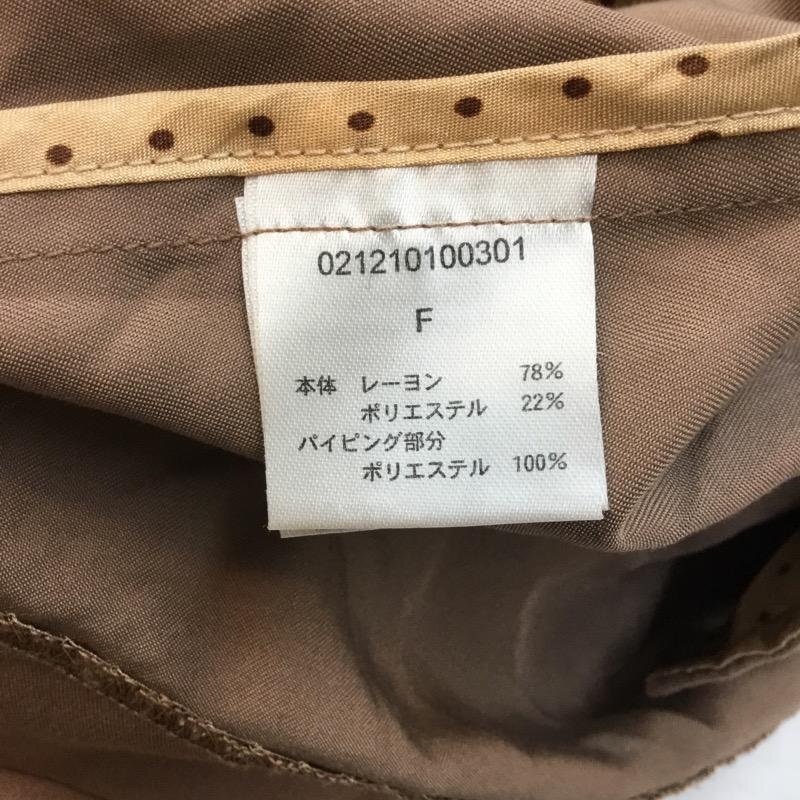 021210100301
F
本体 レーヨン 78%
ポリエステル 22%
パイピング部分
ポリエステル 100%